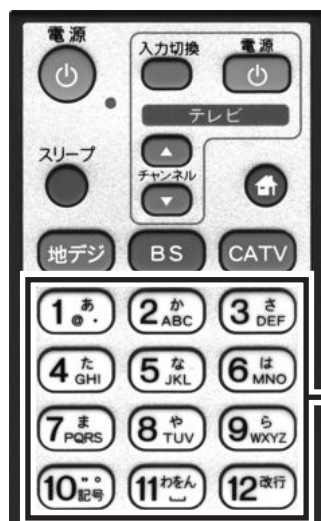 電源
入力切換 電源
テレビ
スリープ
チャンネル
地デジ BS CATV
1 あ @. 2 か ABC 3 さ DEF
4 た GHI 5 な JKL 6 は MNO
7 ま PQRS 8 や TUV 9 ら WXYZ
10 ゛゜ 記号 11 わをん ␣ 12 改行